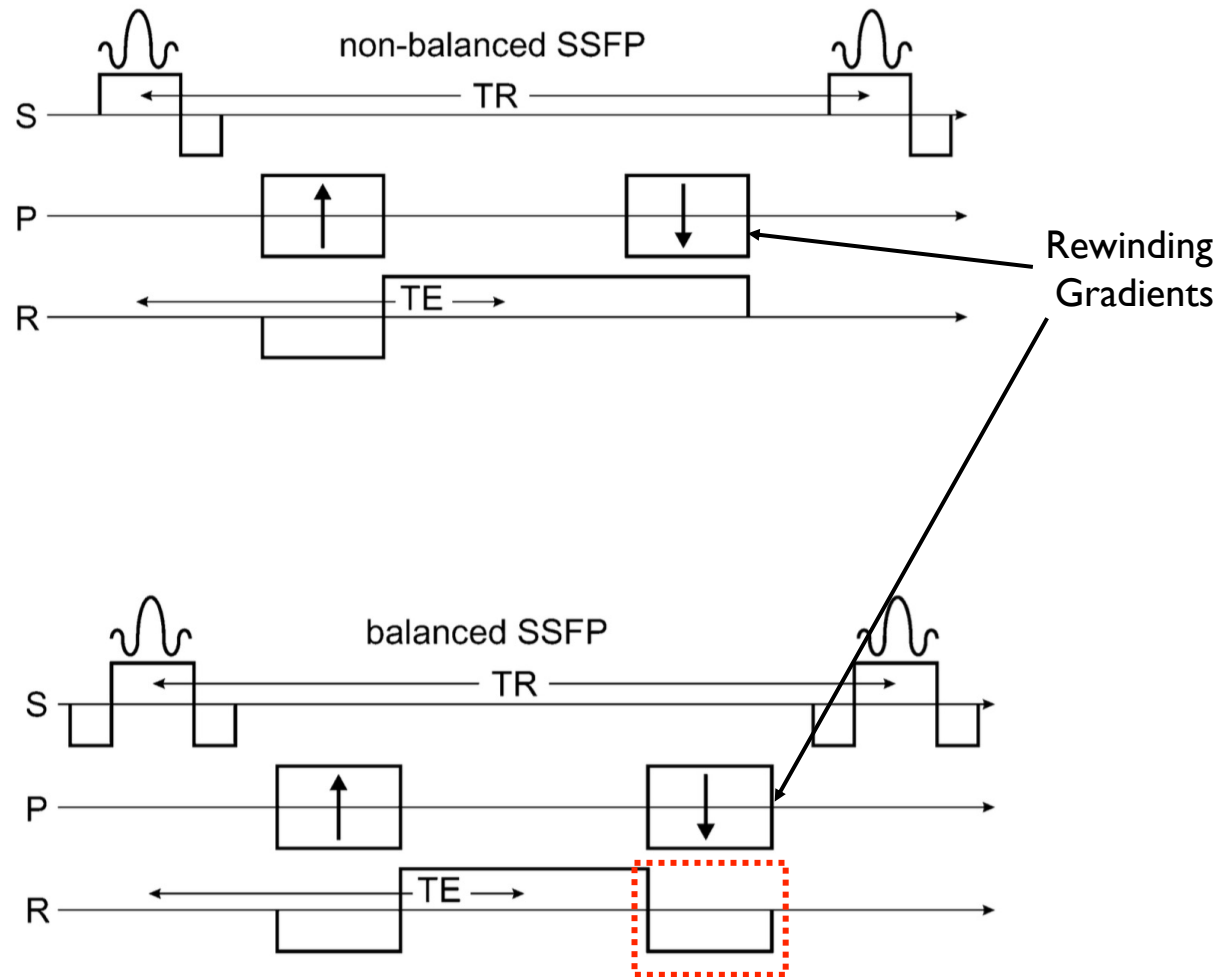 non-balanced SSFP
TR
S
P
Rewinding
Gradients
TE
R
balanced SSFP
TR
S
P
TE
R